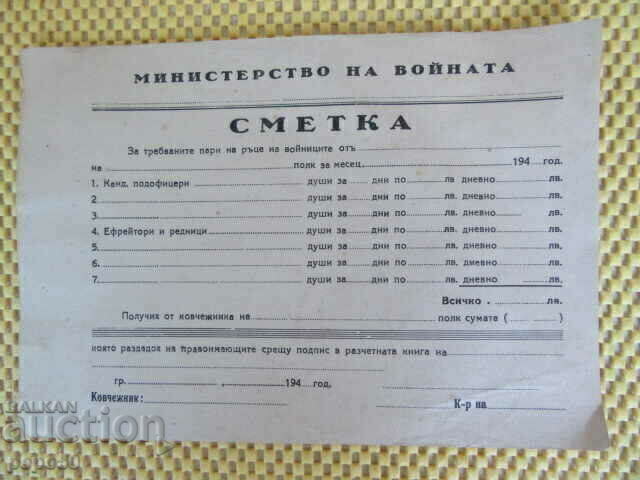 МИНИСТЕРСТВО НА ВОЙНАТА
СМЕТКА
За требваните пари на ръце на войниците отъ
на полк за месец 194 год.
1. Канд. подофицери души за дни по лв. дневно лв.
2 души за дни по лв. дневно лв.
3 души за дни по лв. дневно лв.
4. Ефрейтори и редници души за дни по лв. дневно лв.
5. души за дни по лв. дневно лв.
6. души за дни по лв. дневно лв.
7. души за дни по лв. дневно лв.
Всичко . лв.
Получих от ковчежника на полк сумата ( )
която раздадох на правоимеющите срещу подпис в разчетната книга на
гр. , 194 год.
Ковчежник: К-р на
BALKAN
auction
popo30